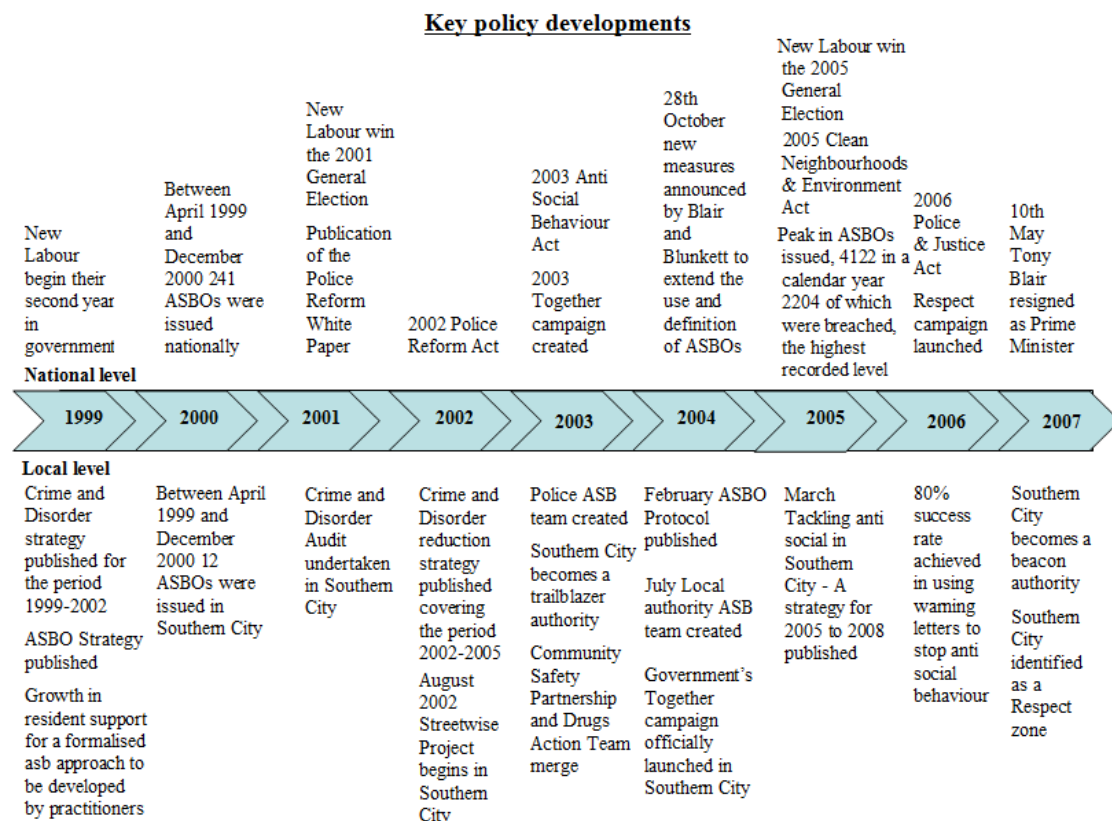 Key policy developments
New
Labour
begin their
second year
in
government
Between
April 1999
and
December
2000 241
ASBOs were
issued
nationally
New
Labour win
the 2001
General
Election
Publication
of the
Police
Reform
White
Paper
2002 Police
Reform Act
2003 Anti
Social
Behaviour
Act
2003
Together
campaign
created
28th
October
new
measures
announced
by Blair
and
Blunkett to
extend the
use and
definition
of ASBOs
New Labour win
the 2005
General
Election
2005 Clean
Neighbourhoods
& Environment
Act
Peak in ASBOs
issued, 4122 in a
calendar year
2204 of which
were breached,
the highest
recorded level
2006
Police
& Justice
Act
Respect
campaign
launched
10th
May
Tony
Blair
resigned
as Prime
Minister
National level
1999
2000
2001
2002
2003
2004
2005
2006
2007
Local level
Crime and
Disorder
strategy
published for
the period
1999-2002
ASBO Strategy
published
Growth in
resident support
for a formalised
asb approach to
be developed
by practitioners
Between April
1999 and
December
2000 12
ASBOs were
issued in
Southern City
Crime and
Disorder
Audit
undertaken
in Southern
City
Crime and
Disorder
reduction
strategy
published
covering
the period
2002-2005
August
2002
Streetwise
Project
begins in
Southern
City
Police ASB
team created
Southern City
becomes a
trailblazer
authority
Community
Safety
Partnership
and Drugs
Action Team
merge
February ASBO
Protocol
published
July Local
authority ASB
team created
Government's
Together
campaign
officially
launched in
Southern City
March
Tackling anti
social in
Southern
City - A
strategy for
2005 to 2008
published
80%
success
rate
achieved
in using
warning
letters to
stop anti
social
behaviour
Southern
City
becomes a
beacon
authority
Southern
City
identified
as a
Respect
zone